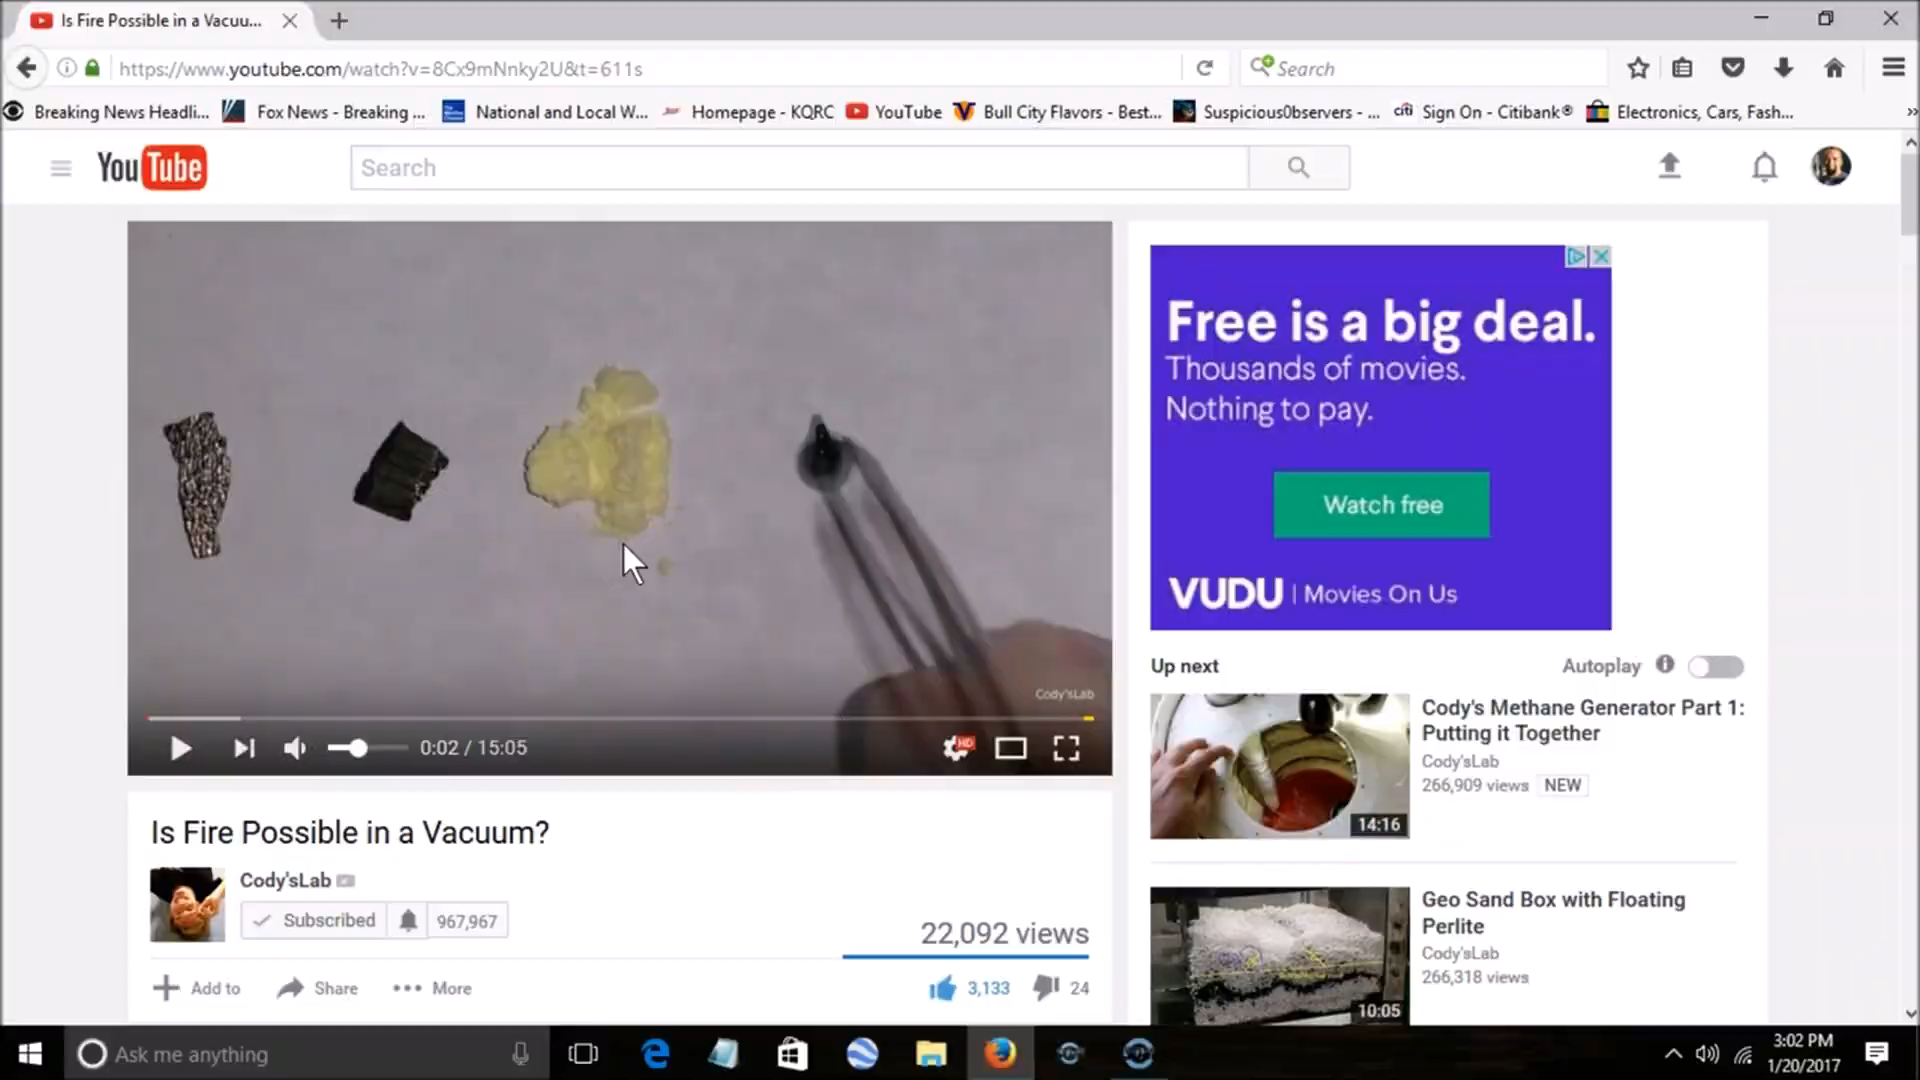 Is Fire Possible in a Vacuu...
https://www.youtube.com/watch?v=8Cx9mNnky2U&t=611s
Search
Breaking News Headli...
Fox News - Breaking ...
National and Local W...
Homepage - KQRC
YouTube
Bull City Flavors - Best...
Suspicious0bservers - ...
citi
Sign On - Citibank®
Electronics, Cars, Fash...
YouTube
Search
Free is a big deal.
Thousands of movies.
Nothing to pay.
Watch free
VUDU | Movies On Us
Cody'sLab
0:02 / 15:05
HD
Up next
Autoplay
Cody's Methane Generator Part 1:
Putting it Together
Cody'sLab
266,909 views NEW
14:16
Is Fire Possible in a Vacuum?
Cody'sLab
Subscribed
967,967
22,092 views
Add to
Share
More
3,133
24
Geo Sand Box with Floating
Perlite
Cody'sLab
266,318 views
10:05
Ask me anything
3:02 PM
1/20/2017